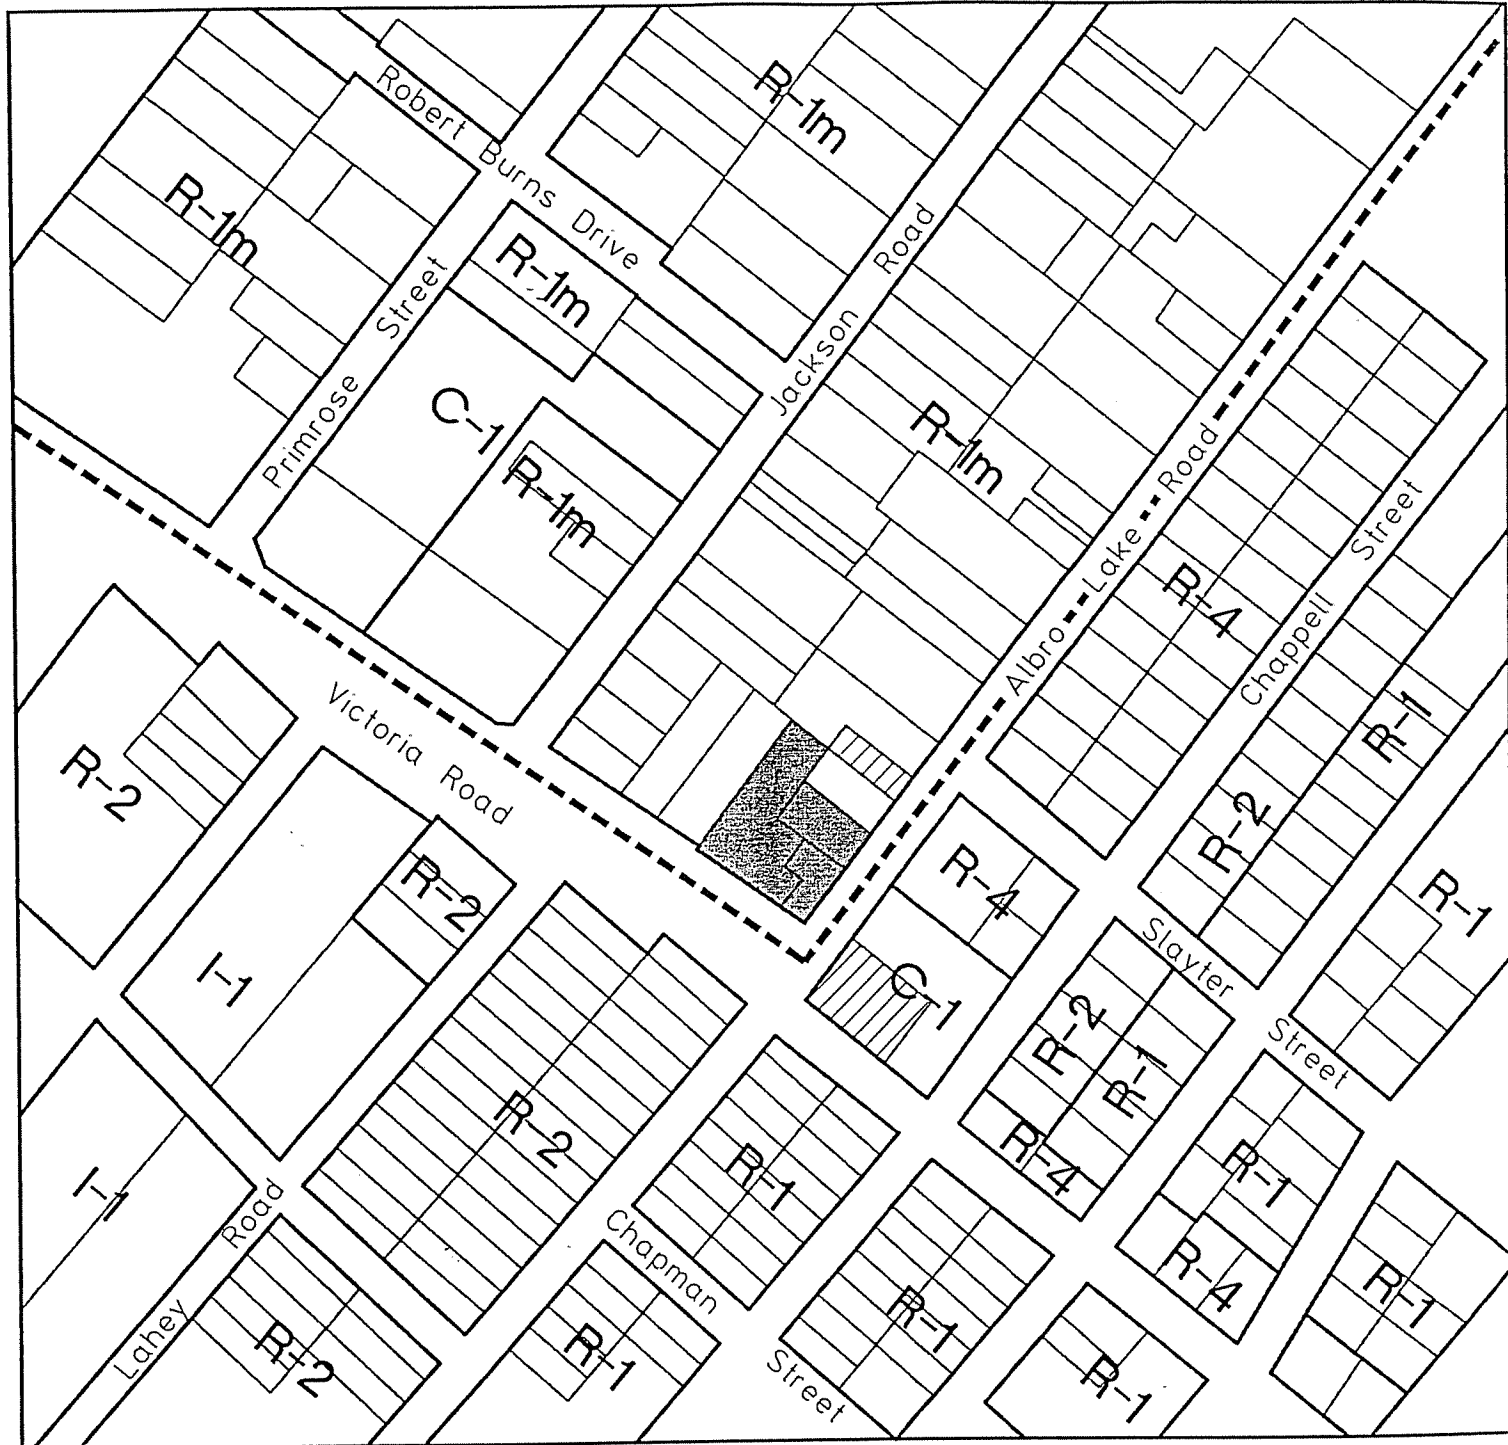 Robert Burns Drive
R-1m
R-1m
R-1m
Primrose Street
C-1
R-1m
Jackson Road
R-1m
Albro Lake Road
R-4
Chappell Street
R-1
R-2
Victoria Road
R-2
R-2
I-1
R-4
C-1
Slayter Street
R-1
R-2
R-1
R-4
R-2
R-1
R-1
R-4
I-1
Lahey Road
R-2
Chapman Street
R-1
R-1
R-1
R-1